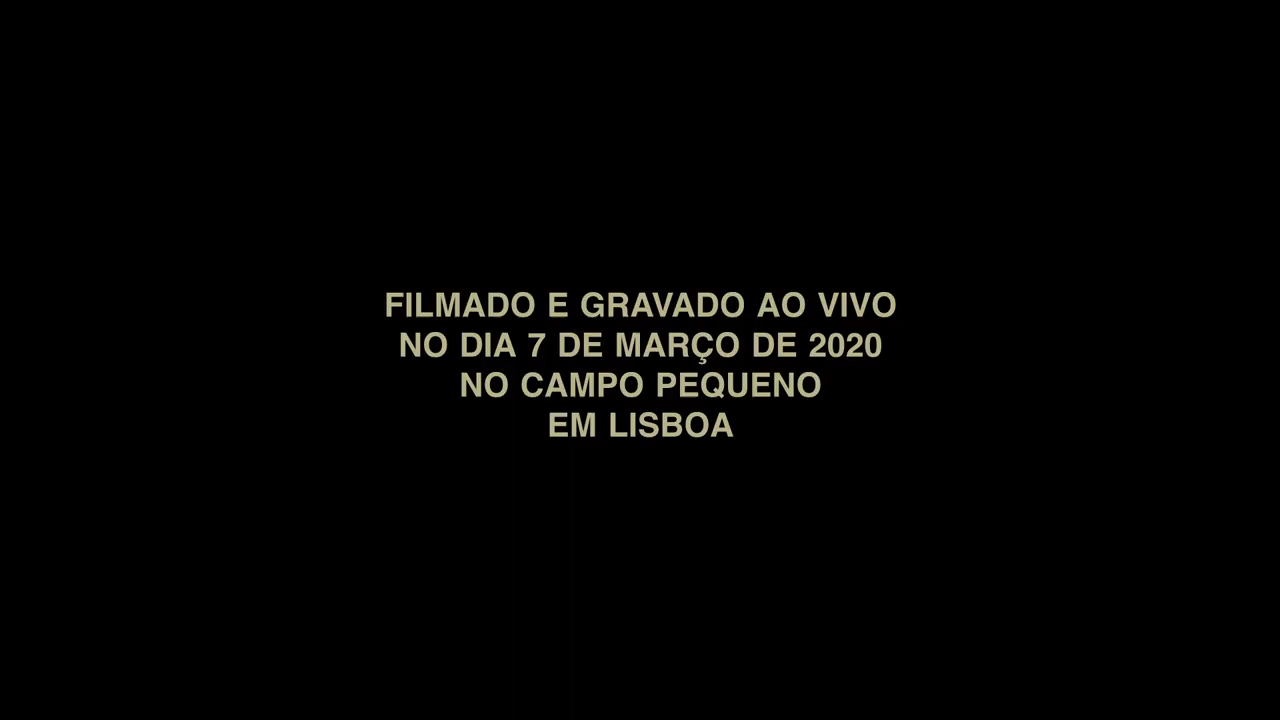 FILMADO E GRAVADO AO VIVO
NO DIA 7 DE MARÇO DE 2020
NO CAMPO PEQUENO
EM LISBOA